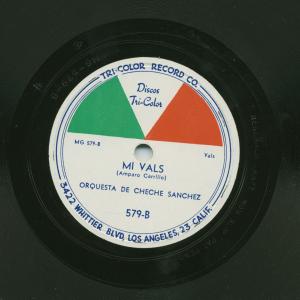 TRI-COLOR RECORD CO.
Discos
Tri-Color
MG 579-B
Vals
MI VALS
(Amparo Carrillo)
ORQUESTA DE CHECHE SANCHEZ
579-B
3422 WHITTIER BLVD, LOS ANGELES, 23 CALIF.